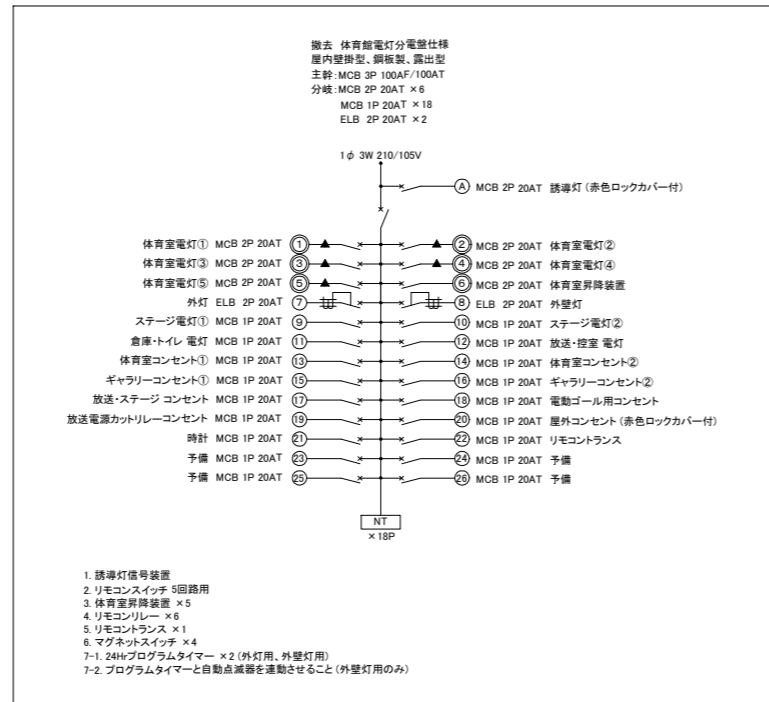 撤去 体育館電灯分電盤仕様
屋内壁掛型、鋼板製、露出型
主幹:MCB 3P 100AF/100AT
分岐:MCB 2P 20AT ×6
MCB 1P 20AT ×18
ELB 2P 20AT ×2
1φ 3W 210/105V
A MCB 2P 20AT 誘導灯 (赤色ロックカバー付)
体育室電灯① MCB 2P 20AT 1 2 MCB 2P 20AT 体育室電灯②
体育室電灯③ MCB 2P 20AT 3 4 MCB 2P 20AT 体育室電灯④
体育室電灯⑤ MCB 2P 20AT 5 6 MCB 2P 20AT 体育室昇降装置
外灯 ELB 2P 20AT 7 8 ELB 2P 20AT 外壁灯
ステージ電灯① MCB 1P 20AT 9 10 MCB 1P 20AT ステージ電灯②
倉庫・トイレ 電灯 MCB 1P 20AT 11 12 MCB 1P 20AT 放送・控室 電灯
体育室コンセント① MCB 1P 20AT 13 14 MCB 1P 20AT 体育室コンセント②
ギャラリーコンセント① MCB 1P 20AT 15 16 MCB 1P 20AT ギャラリーコンセント②
放送・ステージ コンセント MCB 1P 20AT 17 18 MCB 1P 20AT 電動ゴール用コンセント
放送電源カットリレーコンセント MCB 1P 20AT 19 20 MCB 1P 20AT 屋外コンセント (赤色ロックカバー付)
時計 MCB 1P 20AT 21 22 MCB 1P 20AT リモコントランス
予備 MCB 1P 20AT 23 24 MCB 1P 20AT 予備
予備 MCB 1P 20AT 25 26 MCB 1P 20AT 予備
NT
×18P
1. 誘導灯信号装置
2. リモコンスイッチ 5回路用
3. 体育室昇降装置 ×5
4. リモコンリレー ×6
5. リモコントランス ×1
6. マグネットスイッチ ×4
7-1. 24Hrプログラムタイマー ×2 (外灯用、外壁灯用)
7-2. プログラムタイマーと自動点滅器を連動させること (外壁灯用のみ)